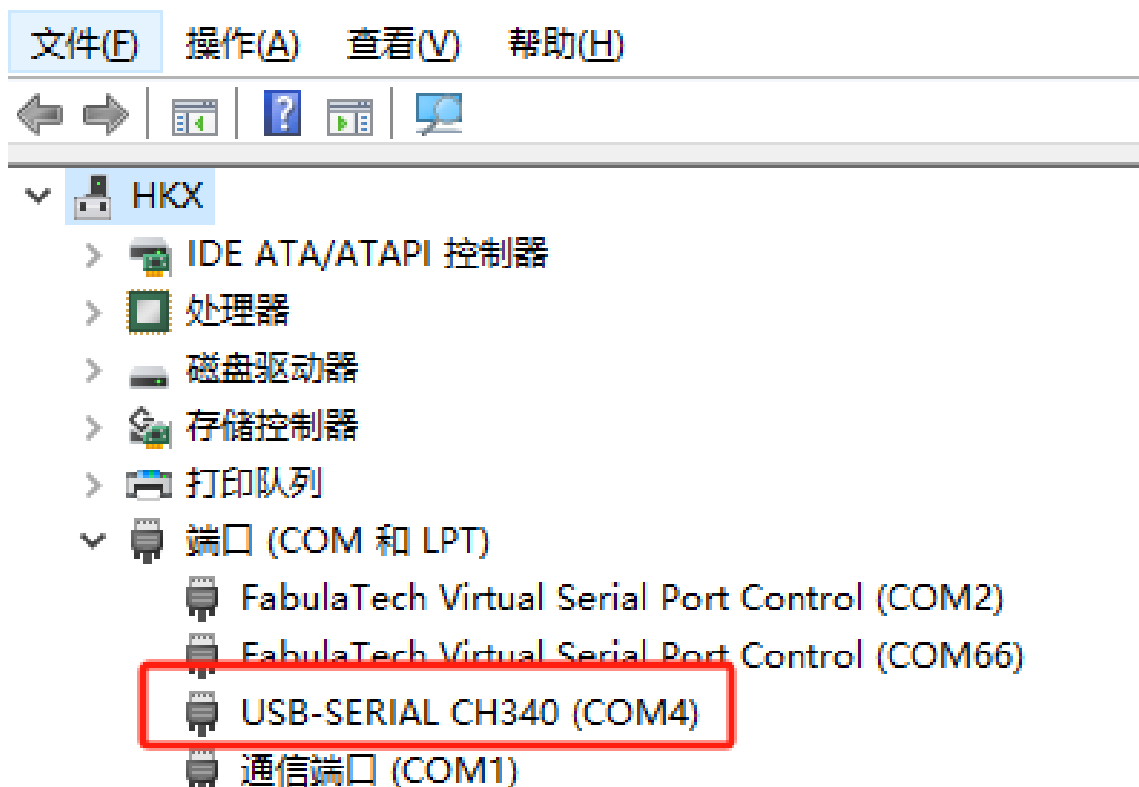 文件(F) 操作(A) 查看(V) 帮助(H)
HKX
IDE ATA/ATAPI 控制器
处理器
磁盘驱动器
存储控制器
打印队列
端口 (COM 和 LPT)
FabulaTech Virtual Serial Port Control (COM2)
FabulaTech Virtual Serial Port Control (COM66)
USB-SERIAL CH340 (COM4)
通信端口 (COM1)